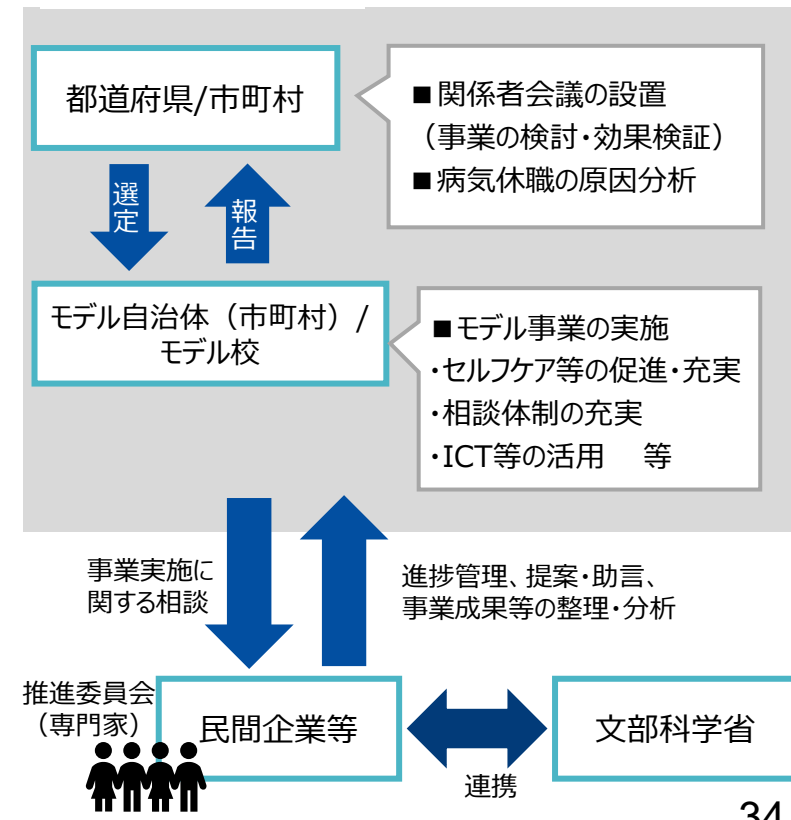 都道府県/市町村
■関係者会議の設置
（事業の検討・効果検証）
■病気休職の原因分析
選定
報告
モデル自治体（市町村）/
モデル校
■モデル事業の実施
・セルフケア等の促進・充実
・相談体制の充実
・ICT等の活用　等
事業実施に
関する相談
進捗管理、提案・助言、
事業成果等の整理・分析
推進委員会
（専門家）
民間企業等
連携
文部科学省
34